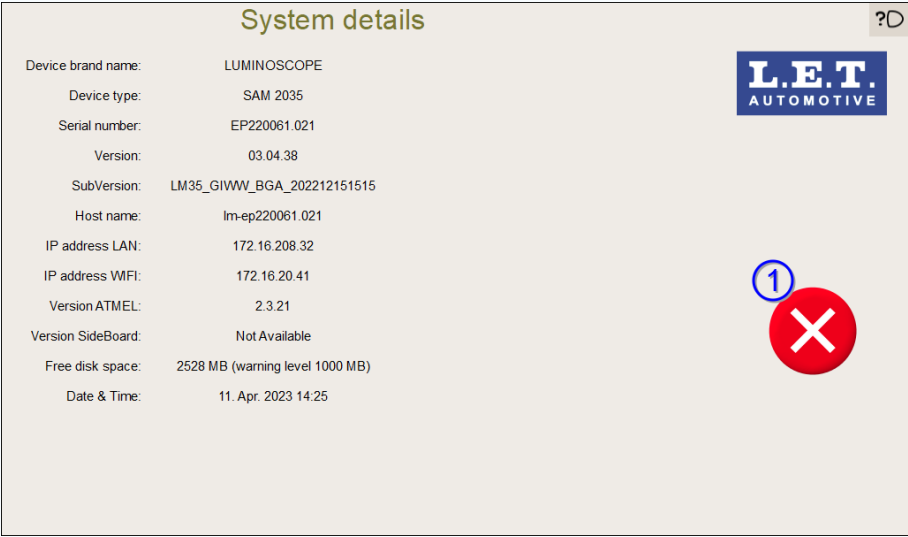 System details
?
Device brand name: LUMINOSCOPE
L.E.T.
AUTOMOTIVE
Device type: SAM 2035
Serial number: EP220061.021
Version: 03.04.38
SubVersion: LM35_GIWW_BGA_202212151515
Host name: lm-ep220061.021
IP address LAN: 172.16.208.32
IP address WIFI: 172.16.20.41
1
Version ATMEL: 2.3.21
Version SideBoard: Not Available
Free disk space: 2528 MB (warning level 1000 MB)
Date & Time: 11. Apr. 2023 14:25